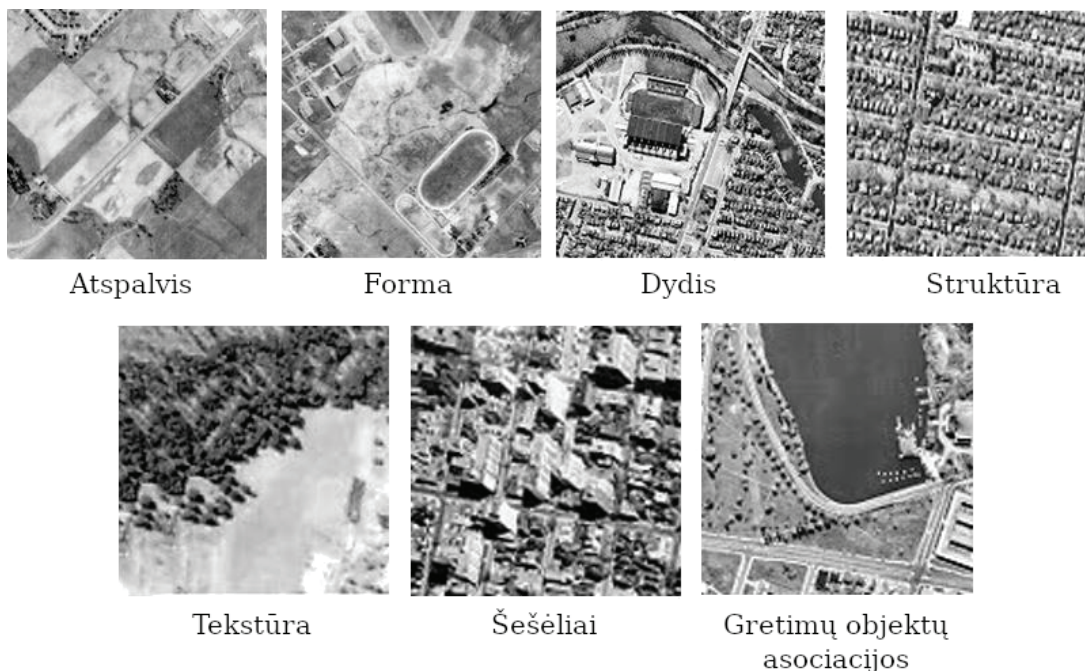 Atspalvis
Forma
Dydis
Struktūra
Tekstūra
Šešėliai
Gretimų objektų
asociacijos